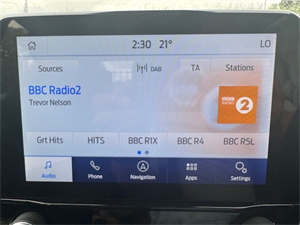 2:30 21° LO
Sources DAB TA Stations
BBC Radio2
Trevor Nelson
BBC
RADIO 2
Grt Hits HITS BBC R1X BBC R4 BBC R5L
Audio Phone Navigation Apps Settings